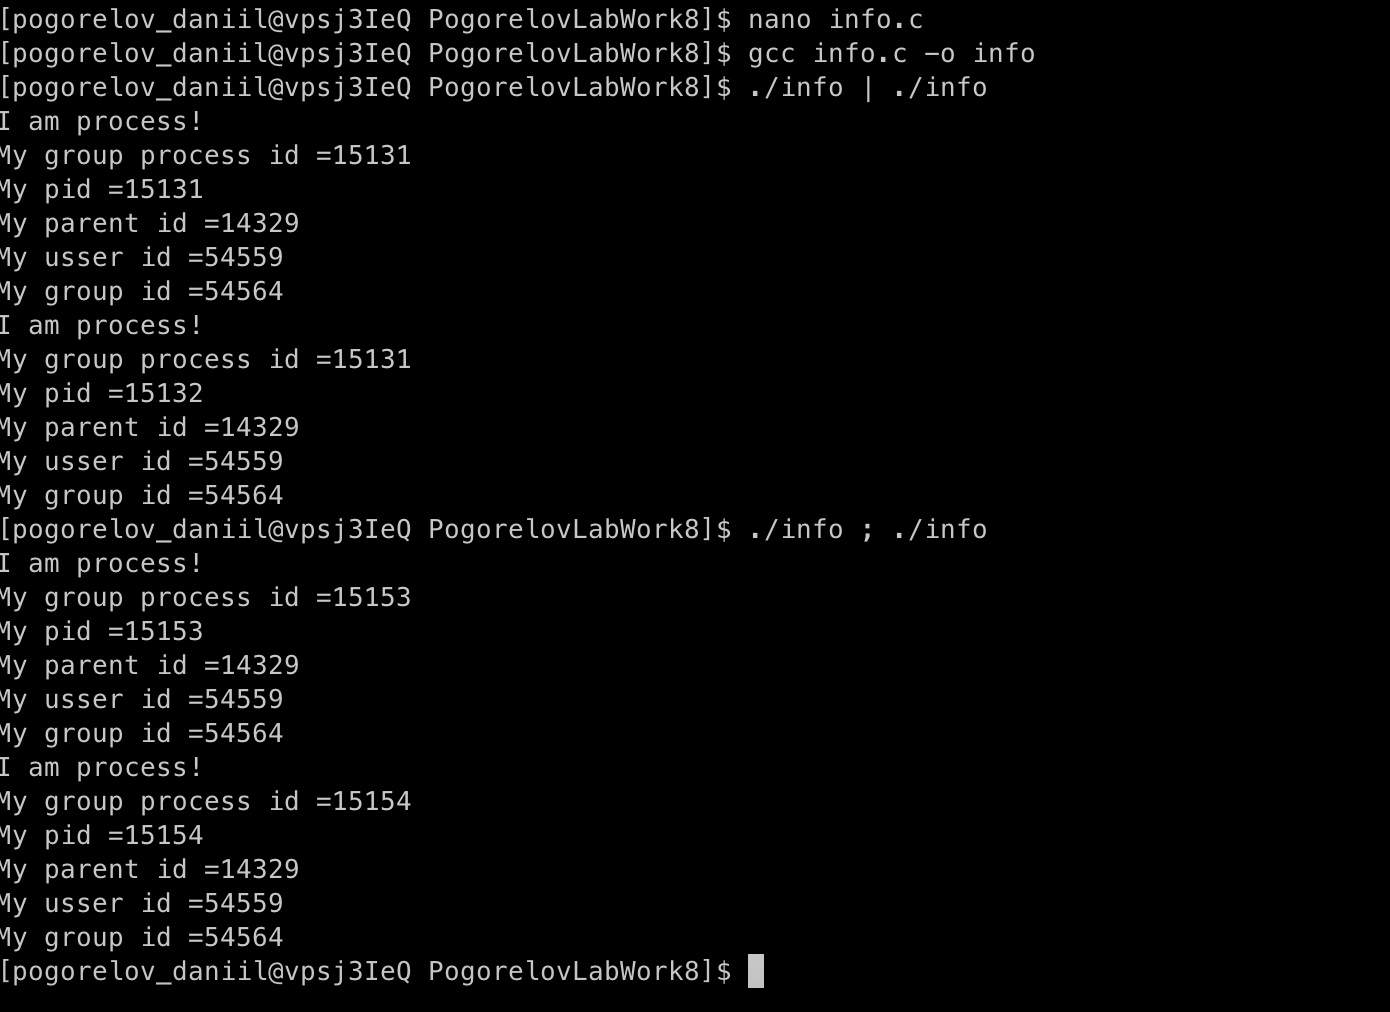 [pogorelov_daniil@vpsj3IeQ PogorelovLabWork8]$ nano info.c
[pogorelov_daniil@vpsj3IeQ PogorelovLabWork8]$ gcc info.c -o info
[pogorelov_daniil@vpsj3IeQ PogorelovLabWork8]$ ./info | ./info
I am process!
My group process id =15131
My pid =15131
My parent id =14329
My usser id =54559
My group id =54564
I am process!
My group process id =15131
My pid =15132
My parent id =14329
My usser id =54559
My group id =54564
[pogorelov_daniil@vpsj3IeQ PogorelovLabWork8]$ ./info ; ./info
I am process!
My group process id =15153
My pid =15153
My parent id =14329
My usser id =54559
My group id =54564
I am process!
My group process id =15154
My pid =15154
My parent id =14329
My usser id =54559
My group id =54564
[pogorelov_daniil@vpsj3IeQ PogorelovLabWork8]$